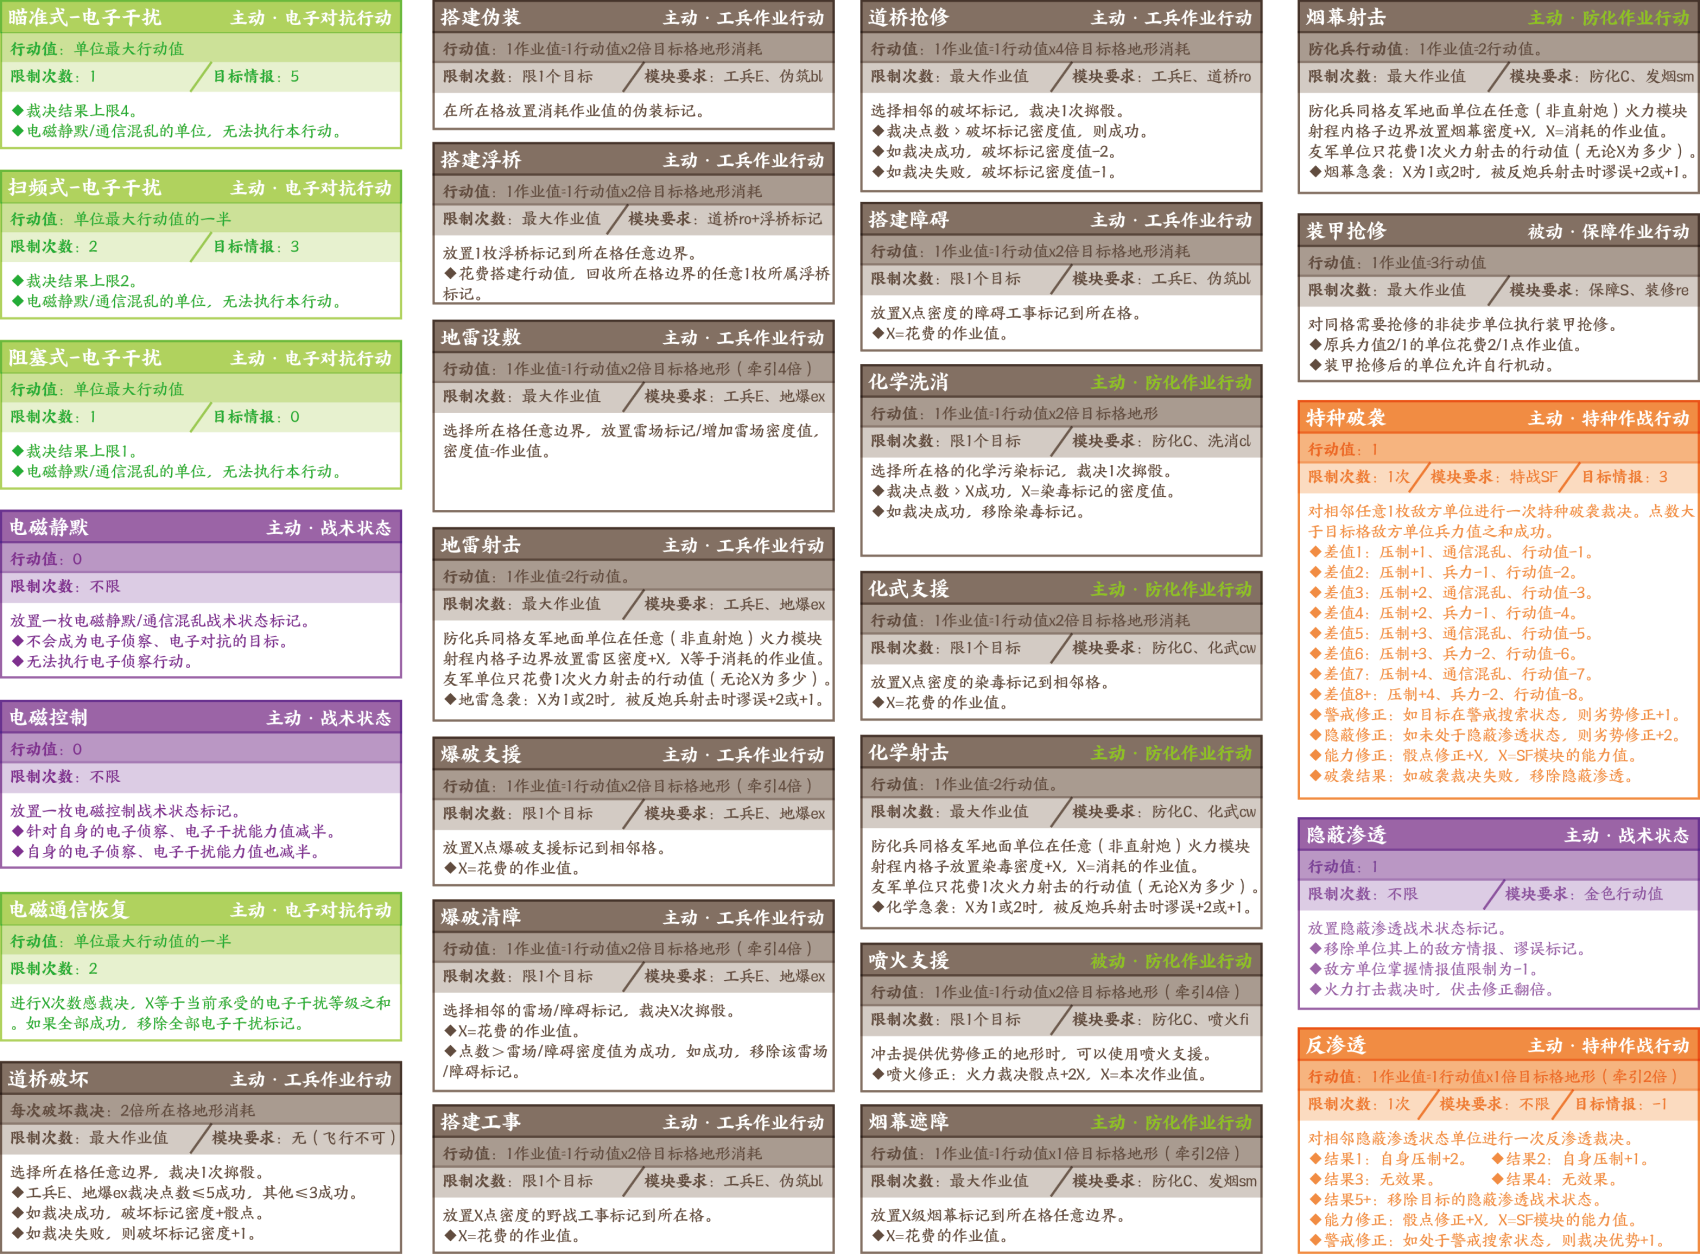 瞄准式-电子干扰 主动·电子对抗行动
行动值：单位最大行动值
限制次数：1 目标情报：5
◆裁决结果上限4。
◆电磁静默/通信混乱的单位，无法执行本行动。
扫频式-电子干扰 主动·电子对抗行动
行动值：单位最大行动值的一半
限制次数：2 目标情报：3
◆裁决结果上限2。
◆电磁静默/通信混乱的单位，无法执行本行动。
阻塞式-电子干扰 主动·电子对抗行动
行动值：单位最大行动值
限制次数：1 目标情报：0
◆裁决结果上限1。
◆电磁静默/通信混乱的单位，无法执行本行动。
电磁静默 主动·战术状态
行动值：0
限制次数：不限
放置一枚电磁静默/通信混乱战术状态标记。
◆不会成为电子侦察、电子对抗的目标。
◆无法执行电子侦察行动。
电磁控制 主动·战术状态
行动值：0
限制次数：不限
放置一枚电磁控制战术状态标记。
◆针对自身的电子侦察、电子干扰能力值减半。
◆自身的电子侦察、电子干扰能力值也减半。
电磁通信恢复 主动·电子对抗行动
行动值：单位最大行动值的一半
限制次数：2
进行X次数感裁决，X等于当前承受的电子干扰等级之和
。如果全部成功，移除全部电子干扰标记。
道桥破坏 主动·工兵作业行动
每次破坏裁决：2倍所在格地形消耗
限制次数：最大作业值 模块要求：无（飞行不可）
选择所在格任意边界，裁决1次掷骰。
◆工兵E、地爆ex裁决点数≤5成功，其他≤3成功。
◆如裁决成功，破坏标记密度+骰点。
◆如裁决失败，则破坏标记密度+1。
搭建伪装 主动·工兵作业行动
行动值：1作业值=1行动值x2倍目标格地形消耗
限制次数：限1个目标 模块要求：工兵E、伪筑bl
在所在格放置消耗作业值的伪装标记。
搭建浮桥 主动·工兵作业行动
行动值：1作业值=1行动值x2倍目标格地形消耗
限制次数：最大作业值 模块要求：道桥ro+浮桥标记
放置1枚浮桥标记到所在格任意边界。
◆花费搭建行动值，回收所在格边界的任意1枚所属浮桥
标记。
地雷设敷 主动·工兵作业行动
行动值：1作业值=1行动值x2倍目标格地形（牵引4倍）
限制次数：最大作业值 模块要求：工兵E、地爆ex
选择所在格任意边界，放置雷场标记/增加雷场密度值，
密度值=作业值。
地雷射击 主动·工兵作业行动
行动值：1作业值=2行动值。
限制次数：最大作业值 模块要求：工兵E、地爆ex
防化兵同格友军地面单位在任意（非直射炮）火力模块
射程内格子边界放置雷区密度+X，X等于消耗的作业值。
友军单位只花费1次火力射击的行动值（无论X为多少）。
◆地雷急袭：X为1或2时，被反炮兵射击时谬误+2或+1。
爆破支援 主动·工兵作业行动
行动值：1作业值=1行动值x2倍目标格地形（牵引4倍）
限制次数：限1个目标 模块要求：工兵E、地爆ex
放置X点爆破支援标记到相邻格。
◆X=花费的作业值。
爆破清障 主动·工兵作业行动
行动值：1作业值=1行动值x2倍目标格地形（牵引4倍）
限制次数：限1个目标 模块要求：工兵E、地爆ex
选择相邻的雷场/障碍标记，裁决X次掷骰。
◆X=花费的作业值。
◆点数＞雷场/障碍密度值为成功，如成功，移除该雷场
/障碍标记。
搭建工事 主动·工兵作业行动
行动值：1作业值=1行动值x2倍目标格地形消耗
限制次数：限1个目标 模块要求：工兵E、伪筑bl
放置X点密度的野战工事标记到所在格。
◆X=花费的作业值。
道桥抢修 主动·工兵作业行动
行动值：1作业值=1行动值x4倍目标格地形消耗
限制次数：最大作业值 模块要求：工兵E、道桥ro
选择相邻的破坏标记，裁决1次掷骰。
◆裁决点数＞破坏标记密度值，则成功。
◆如裁决成功，破坏标记密度值-2。
◆如裁决失败，破坏标记密度值-1。
搭建障碍 主动·工兵作业行动
行动值：1作业值=1行动值x2倍目标格地形消耗
限制次数：限1个目标 模块要求：工兵E、伪筑bl
放置X点密度的障碍工事标记到所在格。
◆X=花费的作业值。
化学洗消 主动·防化作业行动
行动值：1作业值=1行动值x2倍目标格地形
限制次数：限1个目标 模块要求：防化C、洗消cl
选择所在格的化学污染标记，裁决1次掷骰。
◆裁决点数＞X成功，X=染毒标记的密度值。
◆如裁决成功，移除染毒标记。
化武支援 主动·防化作业行动
行动值：1作业值=1行动值x2倍目标格地形消耗
限制次数：限1个目标 模块要求：防化C、化武cw
放置X点密度的染毒标记到相邻格。
◆X=花费的作业值。
化学射击 主动·防化作业行动
行动值：1作业值=2行动值。
限制次数：最大作业值 模块要求：防化C、化武cw
防化兵同格友军地面单位在任意（非直射炮）火力模块
射程内格子放置染毒密度+X，X=消耗的作业值。
友军单位只花费1次火力射击的行动值（无论X为多少）。
◆化学急袭：X为1或2时，被反炮兵射击时谬误+2或+1。
喷火支援 被动·防化作业行动
行动值：1作业值=1行动值x2倍目标格地形（牵引4倍）
限制次数：限1个目标 模块要求：防化C、喷火fi
冲击提供优势修正的地形时，可以使用喷火支援。
◆喷火修正：火力裁决骰点+2X，X=本次作业值。
烟幕遮障 主动·防化作业行动
行动值：1作业值=1行动值x1倍目标格地形（牵引2倍）
限制次数：最大作业值 模块要求：防化C、发烟sm
放置X级烟幕标记到所在格任意边界。
◆X=花费的作业值。
烟幕射击 主动·防化作业行动
防化兵行动值：1作业值=2行动值。
限制次数：最大作业值 模块要求：防化C、发烟sm
防化兵同格友军地面单位在任意（非直射炮）火力模块
射程内格子边界放置烟幕密度+X，X=消耗的作业值。
友军单位只花费1次火力射击的行动值（无论X为多少）。
◆烟幕急袭：X为1或2时，被反炮兵射击时谬误+2或+1。
装甲抢修 被动·保障作业行动
行动值：1作业值=3行动值
限制次数：最大作业值 模块要求：保障S、装修re
对同格需要抢修的非徒步单位执行装甲抢修。
◆原兵力值2/1的单位花费2/1点作业值。
◆装甲抢修后的单位允许自行机动。
特种破袭 主动·特种作战行动
行动值：1
限制次数：1次 模块要求：特战SF 目标情报：3
对相邻任意1枚敌方单位进行一次特种破袭裁决。点数大
于目标格敌方单位兵力值之和成功。
◆差值1：压制+1、通信混乱、行动值-1。
◆差值2：压制+1、兵力-1、行动值-2。
◆差值3：压制+2、通信混乱、行动值-3。
◆差值4：压制+2、兵力-1、行动值-4。
◆差值5：压制+3、通信混乱、行动值-5。
◆差值6：压制+3、兵力-2、行动值-6。
◆差值7：压制+4、通信混乱、行动值-7。
◆差值8+：压制+4、兵力-2、行动值-8。
◆警戒修正：如目标在警戒搜索状态，则劣势修正+1。
◆隐蔽修正：如未处于隐蔽渗透状态，则劣势修正+2。
◆能力修正：骰点修正+X，X=SF模块的能力值。
◆破袭结果：如破袭裁决失败，移除隐蔽渗透。
隐蔽渗透 主动·战术状态
行动值：1
限制次数：不限 模块要求：金色行动值
放置隐蔽渗透战术状态标记。
◆移除单位其上的敌方情报、谬误标记。
◆敌方单位掌握情报值限制为-1。
◆火力打击裁决时，伏击修正翻倍。
反渗透 主动·特种作战行动
行动值：1作业值=1行动值x1倍目标格地形（牵引2倍）
限制次数：1次 模块要求：不限 目标情报：-1
对相邻隐蔽渗透状态单位进行一次反渗透裁决。
◆结果1：自身压制+2。 ◆结果2：自身压制+1。
◆结果3：无效果。 ◆结果4：无效果。
◆结果5+：移除目标的隐蔽渗透战术状态。
◆能力修正：骰点修正+X，X=SF模块的能力值。
◆警戒修正：如处于警戒搜索状态，则裁决优势+1。